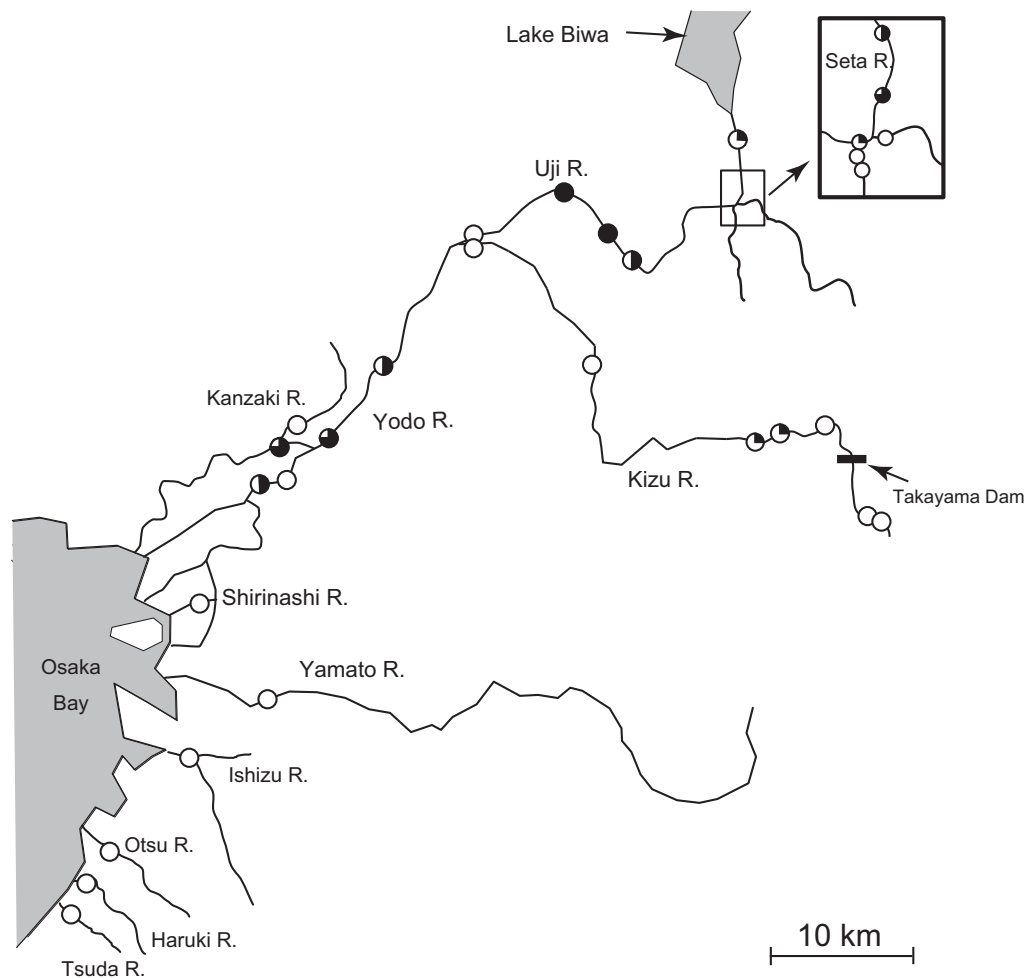 Lake Biwa
Seta R.
Uji R.
Kanzaki R.
Yodo R.
Kizu R.
Takayama Dam
Shirinashi R.
Osaka
Bay
Yamato R.
Ishizu R.
Otsu R.
Haruki R.
Tsuda R.
10 km